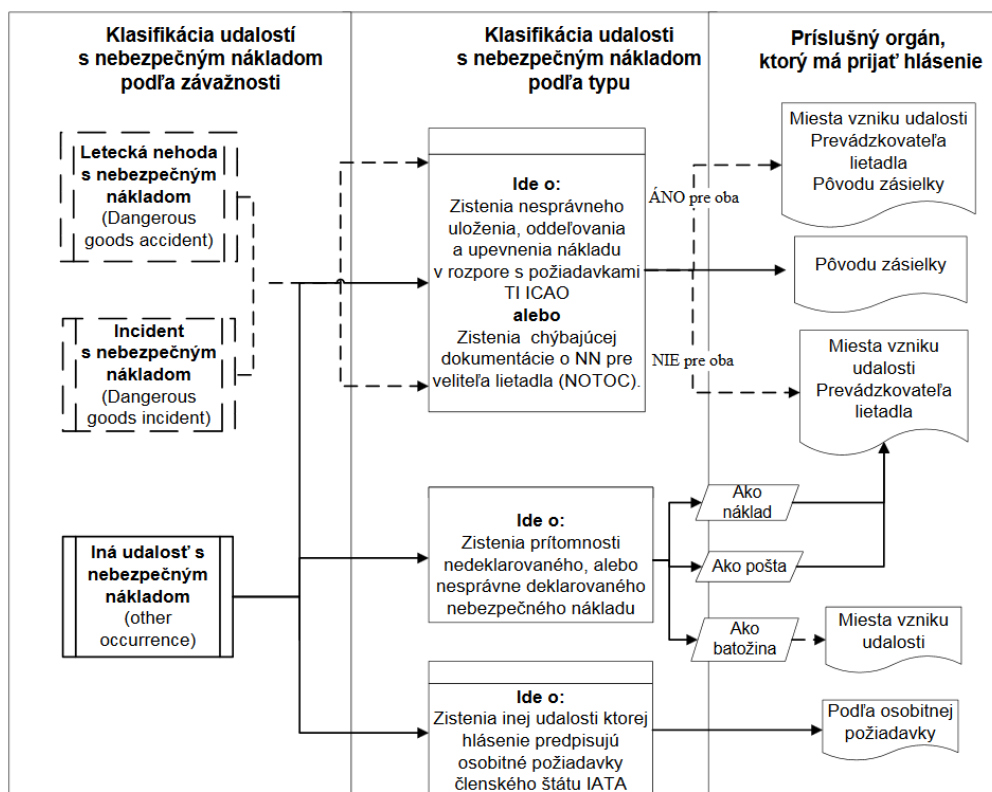 Klasifikácia udalostí
s nebezpečným nákladom
podľa závažnosti
Klasifikácia udalosti
s nebezpečným nákladom
podľa typu
Príslušný orgán,
ktorý má prijať hlásenie
Letecká nehoda
s nebezpečným
nákladom
(Dangerous
goods accident)
Incident
s nebezpečným
nákladom
(Dangerous
goods incident)
Iná udalosť s
nebezpečným
nákladom
(other
occurrence)
Ide o:
Zistenia nesprávneho
uloženia, oddeľovania
a upevnenia nákladu
v rozpore s požiadavkami
TI ICAO
alebo
Zistenia chýbajúcej
dokumentácie o NN pre
veliteľa lietadla (NOTOC).
ÁNO pre oba
NIE pre oba
Miesta vzniku udalosti
Prevádzkovateľa
lietadla
Pôvodu zásielky
Pôvodu zásielky
Miesta vzniku
udalosti
Prevádzkovateľa
lietadla
Ide o:
Zistenia prítomnosti
nedeklarovaného, alebo
nesprávne deklarovaného
nebezpečného nákladu
Ako
náklad
Ako pošta
Ako
batožina
Miesta vzniku
udalosti
Ide o:
Zistenia inej udalosti ktorej
hlásenie predpisujú
osobitné požiadavky
členského štátu IATA
Podľa osobitnej
požiadavky